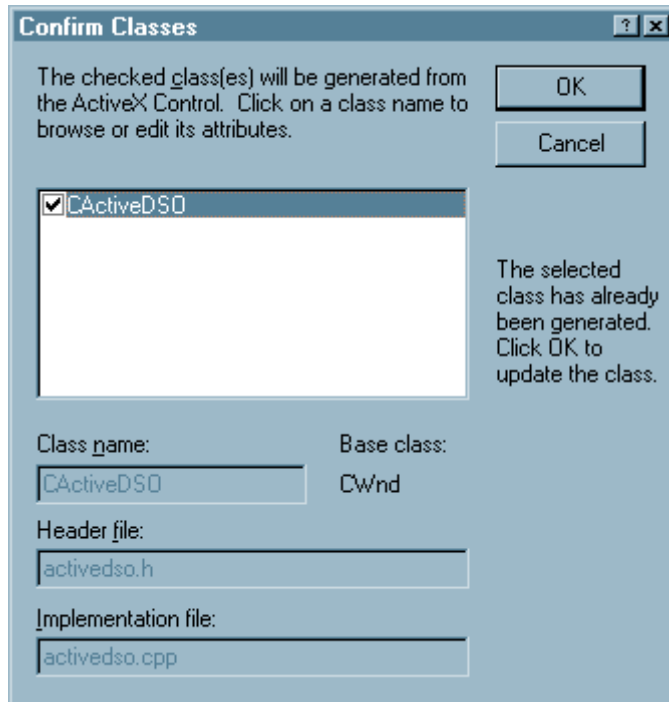 Confirm Classes
The checked class(es) will be generated from
the ActiveX Control. Click on a class name to
browse or edit its attributes.
OK
Cancel
CActiveDSO
The selected
class has already
been generated.
Click OK to
update the class.
Class name:
Base class:
CActiveDSO
CWnd
Header file:
activedso.h
Implementation file:
activedso.cpp